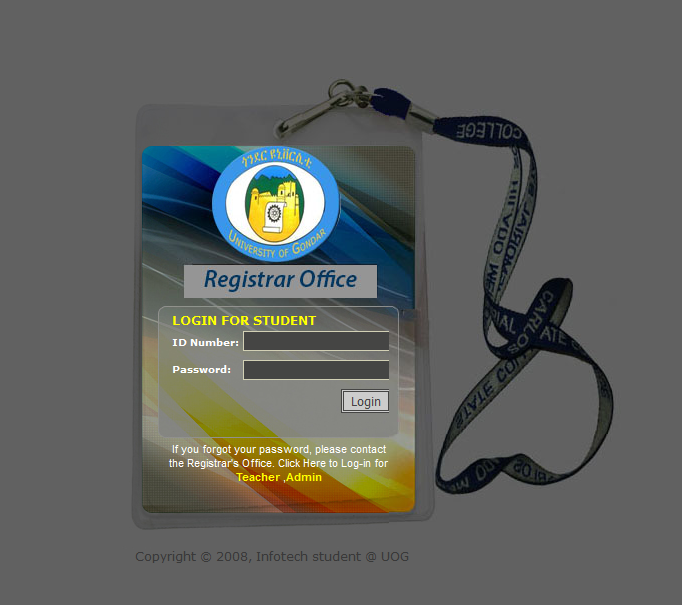 ጎንደር ዩኒቨርሲቲ
UNIVERSITY OF GONDAR
Registrar Office
LOGIN FOR STUDENT
ID Number:
Password:
Login
If you forgot your password, please contact
the Registrar's Office. Click Here to Log-in for
Teacher ,Admin
COLLEGE
CARLOS
STATE
Copyright © 2008, Infotech student @ UOG